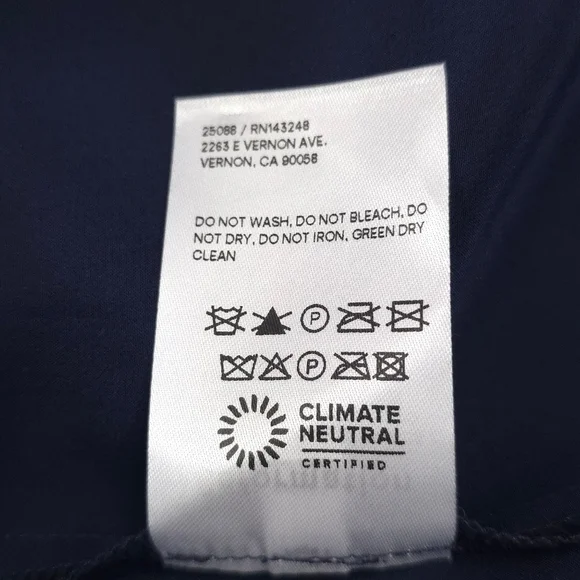 25088 / RN143248
2263 E VERNON AVE.
VERNON, CA 90058
DO NOT WASH, DO NOT BLEACH, DO
NOT DRY, DO NOT IRON, GREEN DRY
CLEAN
P
P
CLIMATE
NEUTRAL
CERTIFIED